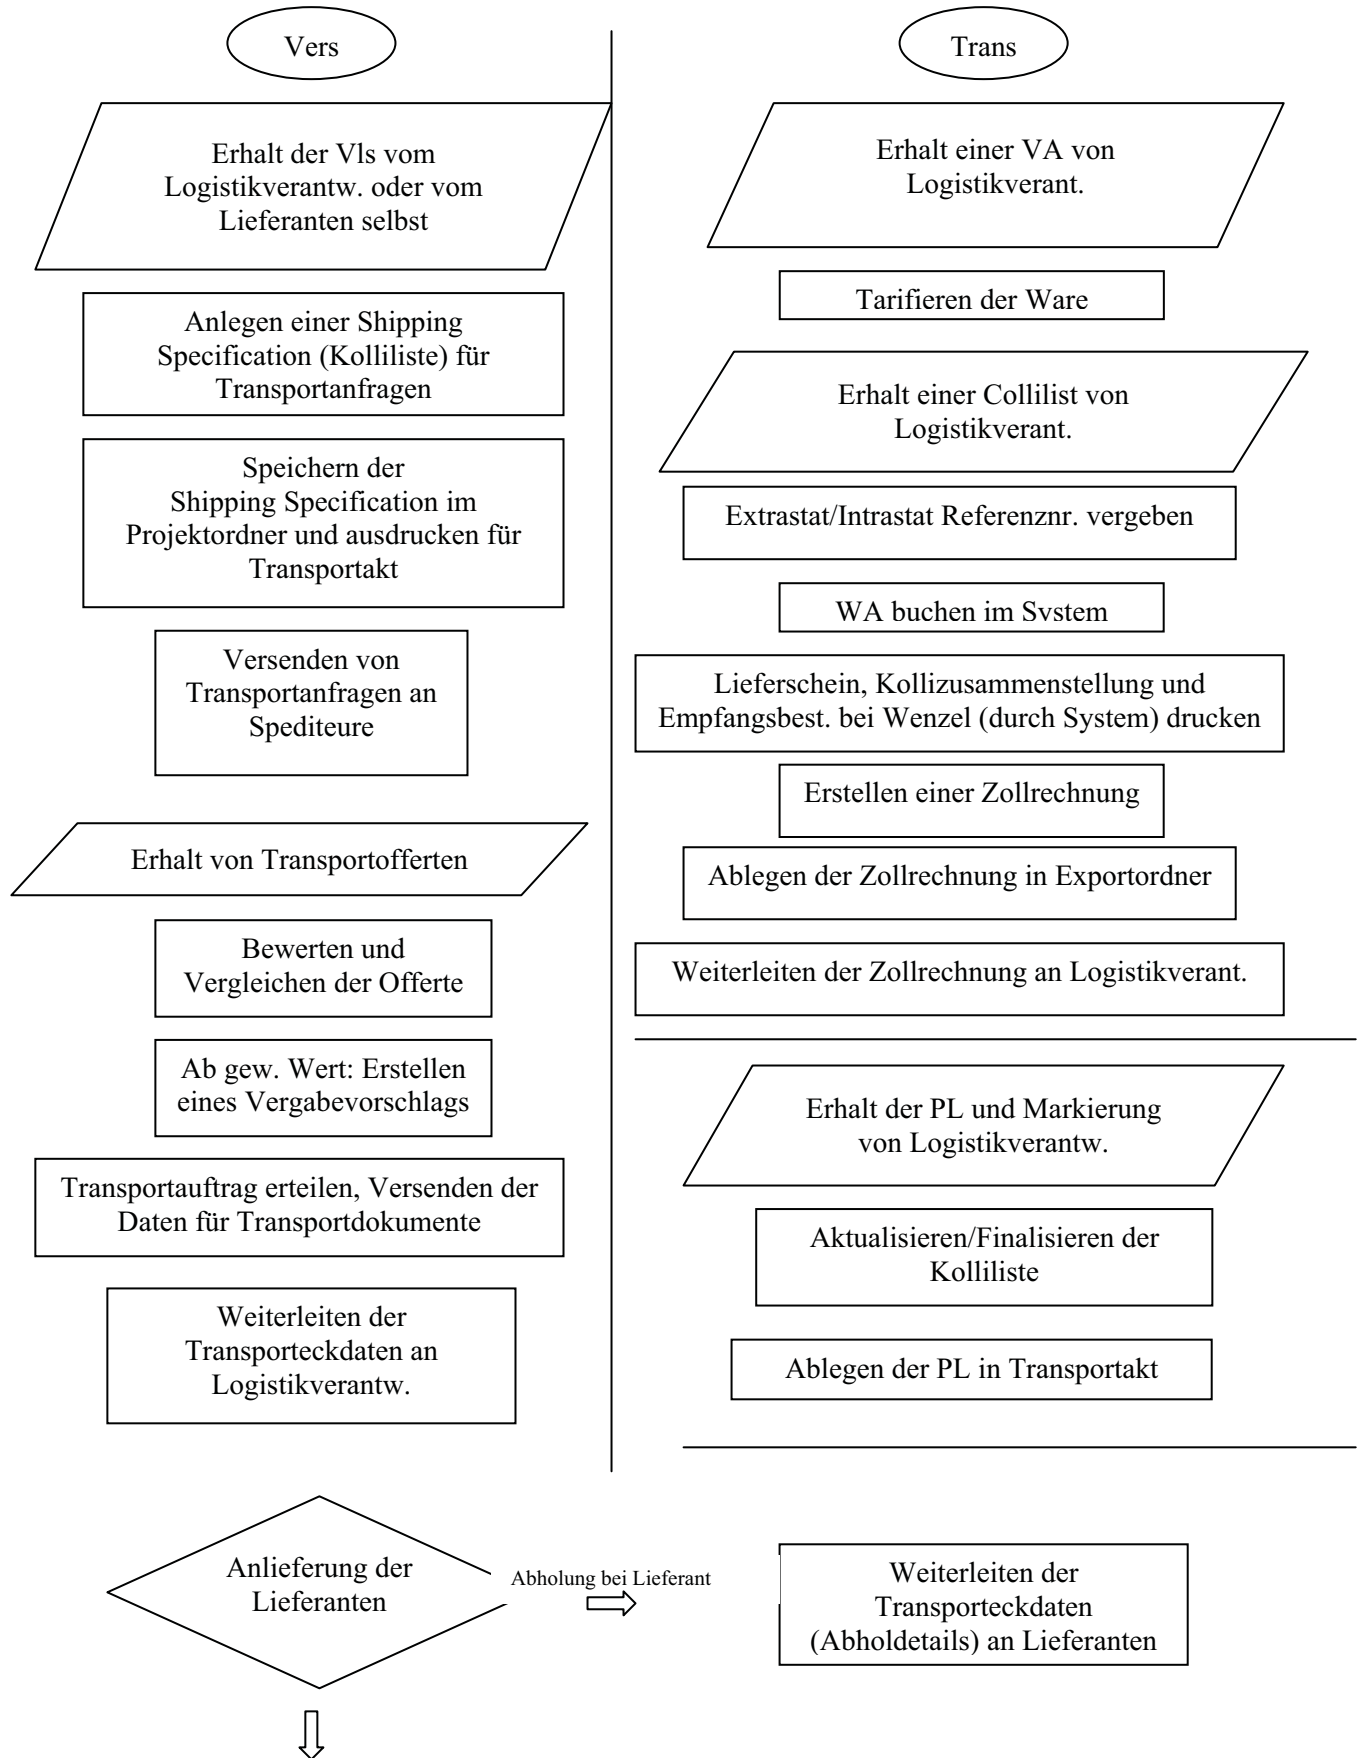 Vers
Erhalt der Vls vom
Logistikverantw. oder vom
Lieferanten selbst
Anlegen einer Shipping
Specification (Kolliliste) für
Transportanfragen
Speichern der
Shipping Specification im
Projektordner und ausdrucken für
Transportakt
Versenden von
Transportanfragen an
Spediteure
Erhalt von Transportofferten
Bewerten und
Vergleichen der Offerte
Ab gew. Wert: Erstellen
eines Vergabevorschlags
Transportauftrag erteilen, Versenden der
Daten für Transportdokumente
Weiterleiten der
Transporteckdaten an
Logistikverantw.
Trans
Erhalt einer VA von
Logistikverant.
Tarifieren der Ware
Erhalt einer Collilist von
Logistikverant.
Extrastat/Intrastat Referenznr. vergeben
WA buchen im System
Lieferschein, Kollizusammenstellung und
Empfangsbest. bei Wenzel (durch System) drucken
Erstellen einer Zollrechnung
Ablegen der Zollrechnung in Exportordner
Weiterleiten der Zollrechnung an Logistikverant.
Erhalt der PL und Markierung
von Logistikverantw.
Aktualisieren/Finalisieren der
Kolliliste
Ablegen der PL in Transportakt
Anlieferung der
Lieferanten
Abholung bei Lieferant
Weiterleiten der
Transporteckdaten
(Abholdetails) an Lieferanten